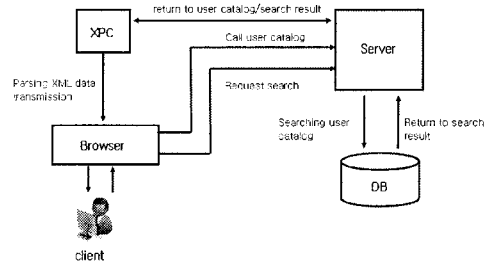 return to user catalog/search result
XPC
Call user catalog
Server
Parsing XML data
transmission
Request search
Browser
Searching user
catalog
Return to search
result
DB
client